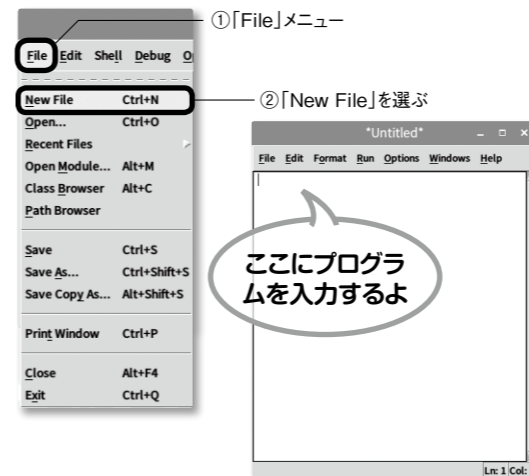 ①「File」メニュー
File Edit Shell Debug
New File Ctrl+N
②「New File」を選ぶ
Open... Ctrl+O
Recent Files
Open Module... Alt+M
Class Browser Alt+C
Path Browser
Save Ctrl+S
Save As... Ctrl+Shift+S
Save Copy As... Alt+Shift+S
Print Window Ctrl+P
Close Alt+F4
Exit Ctrl+Q
*Untitled*
File Edit Format Run Options Windows Help
ここにプログラ
ムを入力するよ
Ln: 1 Col: